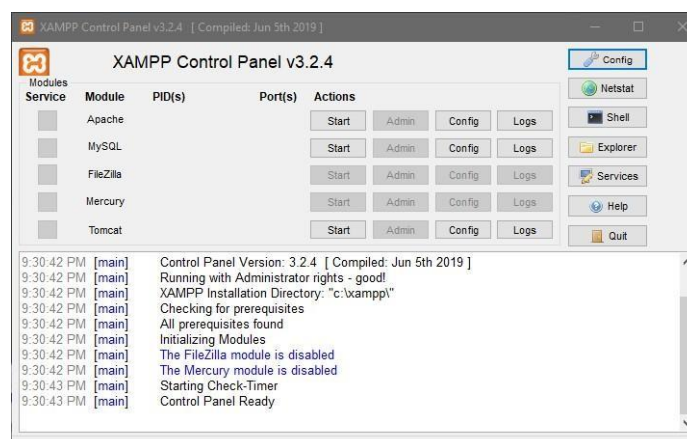 XAMPP Control Panel v3.2.4 [ Compiled: Jun 5th 2019 ]
XAMPP Control Panel v3.2.4
Config
Modules
Service Module PID(s) Port(s) Actions
Netstat
Apache Start Admin Config Logs
Shell
MySQL Start Admin Config Logs
Explorer
FileZilla Start Admin Config Logs
Services
Mercury Start Admin Config Logs
Help
Tomcat Start Admin Config Logs
Quit
9:30:42 PM [main] Control Panel Version: 3.2.4 [ Compiled: Jun 5th 2019 ]
9:30:42 PM [main] Running with Administrator rights - good!
9:30:42 PM [main] XAMPP Installation Directory: "c:\xampp\"
9:30:42 PM [main] Checking for prerequisites
9:30:42 PM [main] All prerequisites found
9:30:42 PM [main] Initializing Modules
9:30:42 PM [main] The FileZilla module is disabled
9:30:42 PM [main] The Mercury module is disabled
9:30:43 PM [main] Starting Check-Timer
9:30:43 PM [main] Control Panel Ready